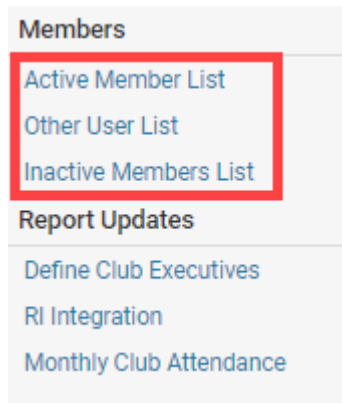 Members
Active Member List
Other User List
Inactive Members List
Report Updates
Define Club Executives
RI Integration
Monthly Club Attendance